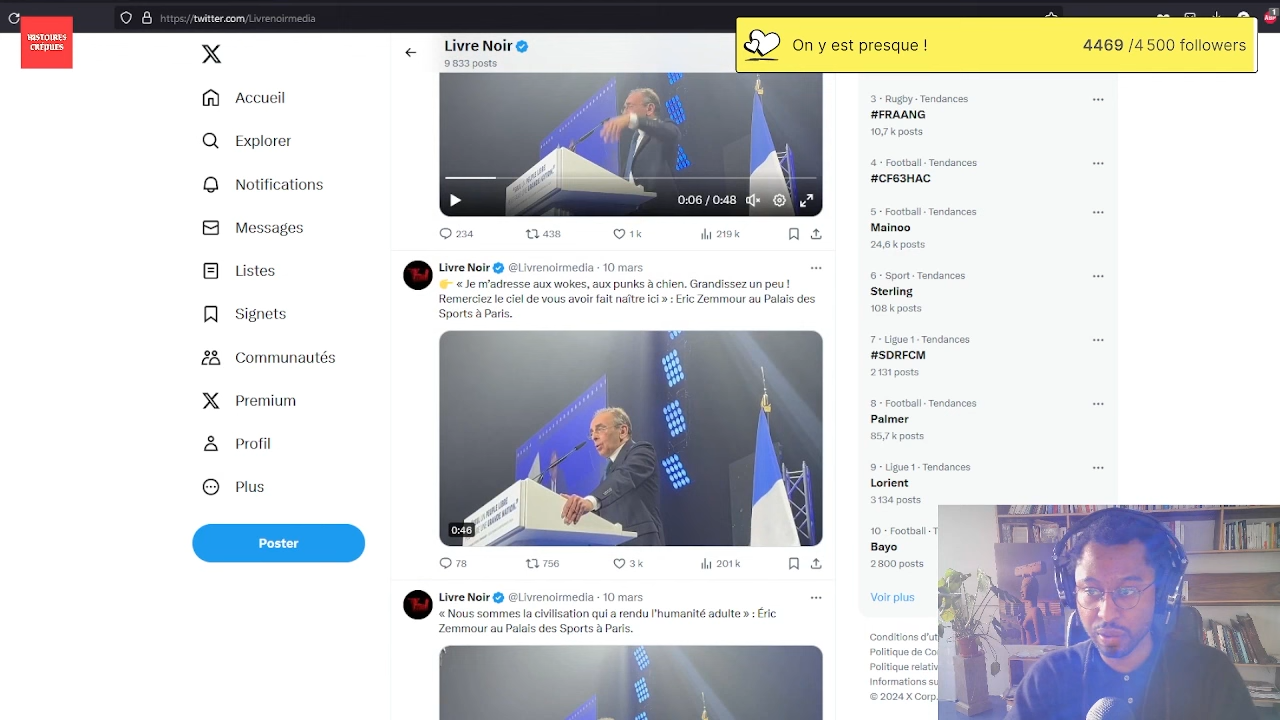 https://twitter.com/Livrenoirmedia
HISTOIRES
CRÉPUES
On y est presque !
4469 /4 500 followers
Accueil
Explorer
Notifications
Messages
Listes
Signets
Communautés
Premium
Profil
Plus
Poster
Livre Noir
9 833 posts
0:06 / 0:48
234
438
1 k
219 k
Livre Noir @Livrenoirmedia · 10 mars
👉 « Je m’adresse aux wokes, aux punks à chien. Grandissez un peu !
Remerciez le ciel de vous avoir fait naître ici » : Eric Zemmour au Palais des
Sports à Paris.
0:46
78
756
3 k
201 k
Livre Noir @Livrenoirmedia · 10 mars
« Nous sommes la civilisation qui a rendu l’humanité adulte » : Éric
Zemmour au Palais des Sports à Paris.
3 · Rugby · Tendances
#FRAANG
10,7 k posts
4 · Football · Tendances
#CF63HAC
5 · Football · Tendances
Mainoo
24,6 k posts
6 · Sport · Tendances
Sterling
108 k posts
7 · Ligue 1 · Tendances
#SDRFCM
2 131 posts
8 · Football · Tendances
Palmer
85,7 k posts
9 · Ligue 1 · Tendances
Lorient
3 134 posts
10 · Football · T
Bayo
2 800 posts
Voir plus
Conditions d’ut
Politique de Co
Politique relativ
Informations su
© 2024 X Corp.